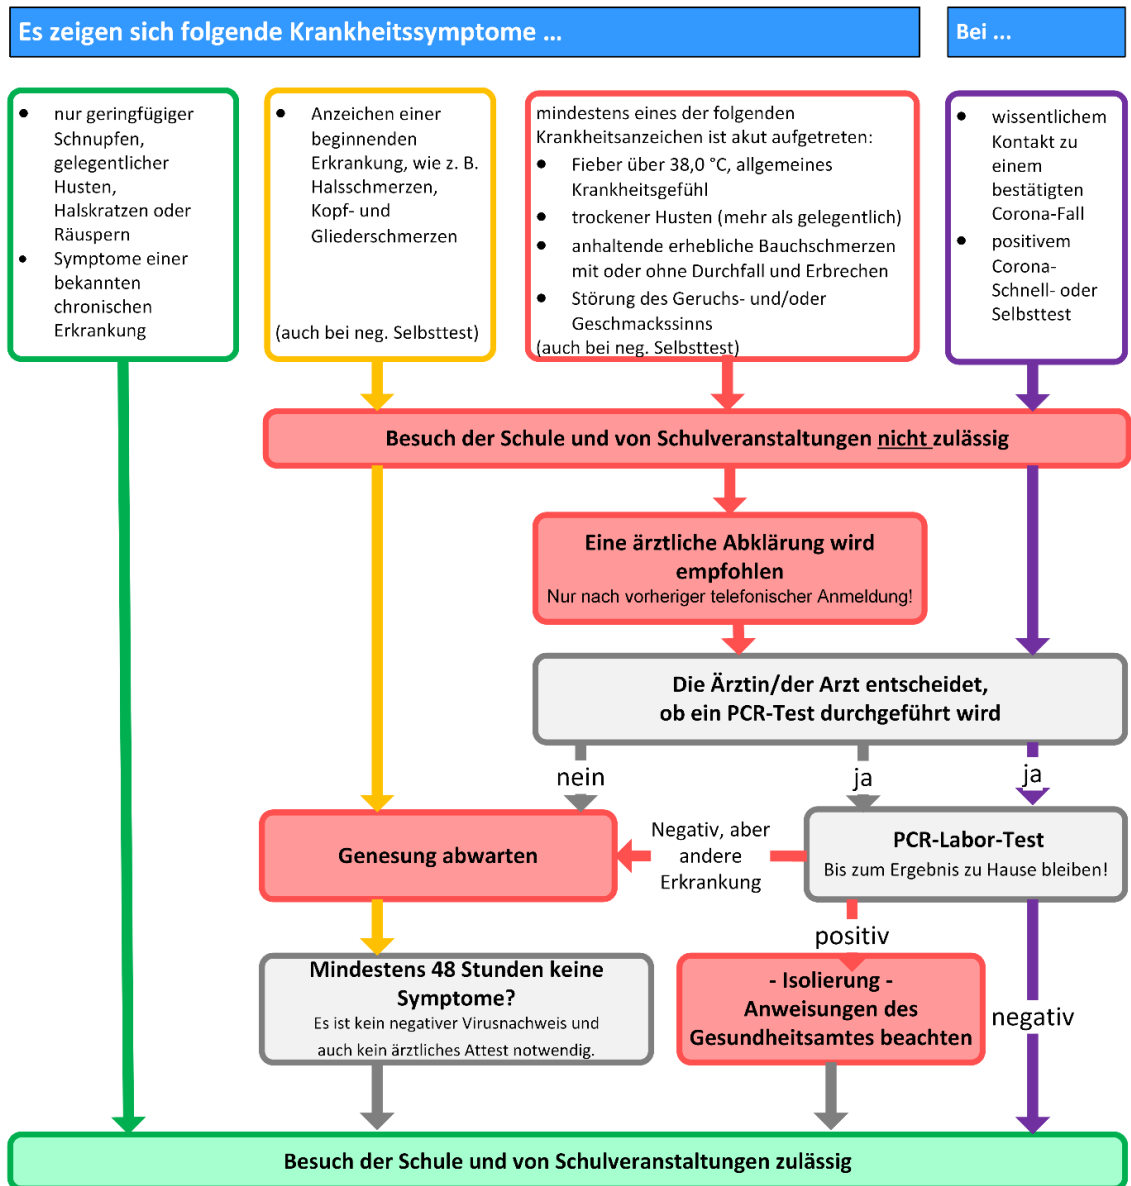 Es zeigen sich folgende Krankheitssymptome ...
Bei ...
● nur geringfügiger
Schnupfen,
gelegentlicher
Husten,
Halskratzen oder
Räuspern
● Symptome einer
bekannten
chronischen
Erkrankung
● Anzeichen einer
beginnenden
Erkrankung, wie z. B.
Halsschmerzen,
Kopf- und
Gliederschmerzen
(auch bei neg. Selbsttest)
mindestens eines der folgenden
Krankheitsanzeichen ist akut aufgetreten:
● Fieber über 38,0 °C, allgemeines
Krankheitsgefühl
● trockener Husten (mehr als gelegentlich)
● anhaltende erhebliche Bauchschmerzen
mit oder ohne Durchfall und Erbrechen
● Störung des Geruchs- und/oder
Geschmackssinns
(auch bei neg. Selbsttest)
● wissentlichem
Kontakt zu
einem
bestätigten
Corona-Fall
● positivem
Corona-
Schnell- oder
Selbsttest
Besuch der Schule und von Schulveranstaltungen nicht zulässig
Eine ärztliche Abklärung wird
empfohlen
Nur nach vorheriger telefonischer Anmeldung!
Die Ärztin/der Arzt entscheidet,
ob ein PCR-Test durchgeführt wird
nein
ja
ja
Genesung abwarten
Negativ, aber
andere
Erkrankung
PCR-Labor-Test
Bis zum Ergebnis zu Hause bleiben!
positiv
negativ
Mindestens 48 Stunden keine
Symptome?
Es ist kein negativer Virusnachweis und
auch kein ärztliches Attest notwendig.
- Isolierung -
Anweisungen des
Gesundheitsamtes beachten
Besuch der Schule und von Schulveranstaltungen zulässig